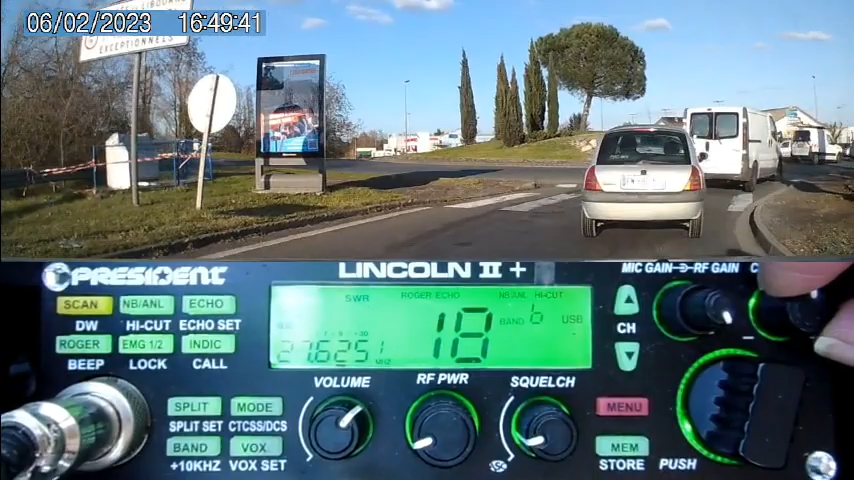 06/02/2023 16:49:41
EXCEPTIONNELS
PRESIDENT
LINCOLN II +
MIC GAIN RF GAIN
SCAN NB/ANL ECHO
DW HI-CUT ECHO SET
ROGER EMG 1/2 INDIC
BEEP LOCK CALL
SWR ROGER ECHO NB/ANL HI-CUT
18 BAND b USB
27.6251
CH
VOLUME RF PWR SQUELCH
SPLIT MODE
SPLIT SET CTCSS/DCS
BAND VOX
+10KHZ VOX SET
MENU
MEM
STORE PUSH